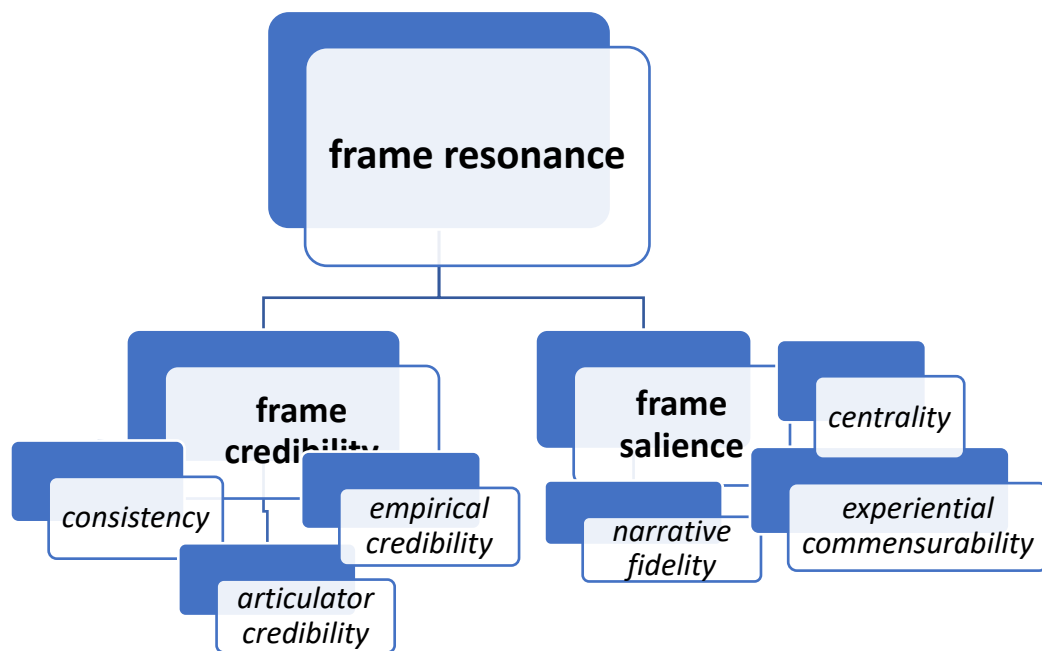 frame resonance
frame
credibility
consistency
empirical
credibility
articulator
credibility
frame
salience
centrality
narrative
fidelity
experiential
commensurability